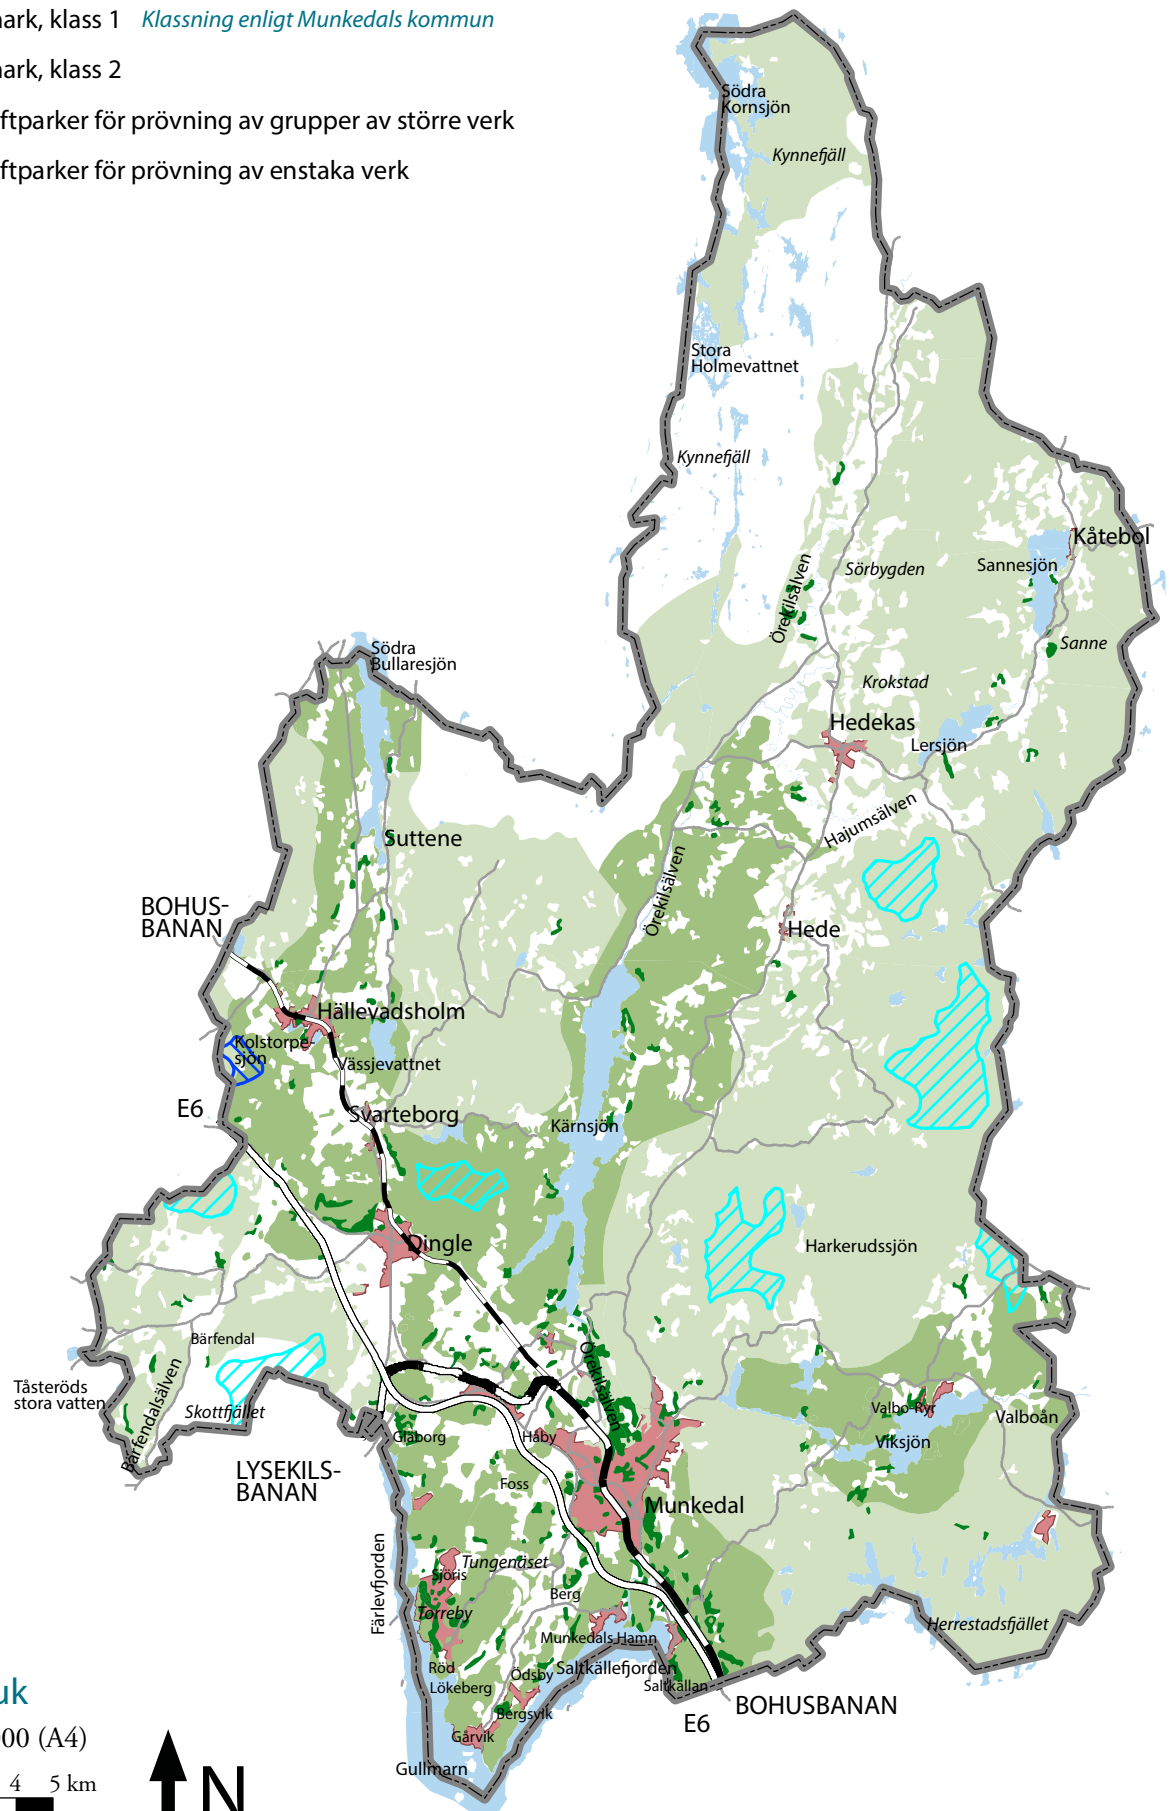 ark, klass 1 Klassning enligt Munkedals kommun
ark, klass 2
ftparker för prövning av grupper av större verk
ftparker för prövning av enstaka verk
Södra
Kornsjön
Kynnefjäll
Stora
Holmevattnet
Kynnefjäll
Kåtebol
Sannesjön
Sörbygden
Örekilsälven
Sanne
Södra
Bullaresjön
Krokstad
Hedekas
Lersjön
Hajumsälven
Suttene
Örekilsälven
BOHUS-
BANAN
Hede
Hällevadsholm
Kolstorpe-
sjön
Vässjevattnet
E6
Svarteborg
Kärnsjön
Dingle
Harkerudssjön
Bärfendal
Örekilsälven
Tåsteröds
stora vatten
Bärfendalsälven
Skottfjället
Valbo-Ryr
Valboån
Gläborg
Håby
Viksjön
LYSEKILS-
BANAN
Foss
Munkedal
Färlevfjorden
Tungenäset
Sjöris
Berg
Torreby
Herrestadsfjället
Munkedals Hamn
Röd
Ödsby
Saltkällefjorden
Lökeberg
Saltkällan
Bergsvik
BOHUSBANAN
E6
Gårvik
Gullmarn
uk
00 (A4)
4 5 km
N